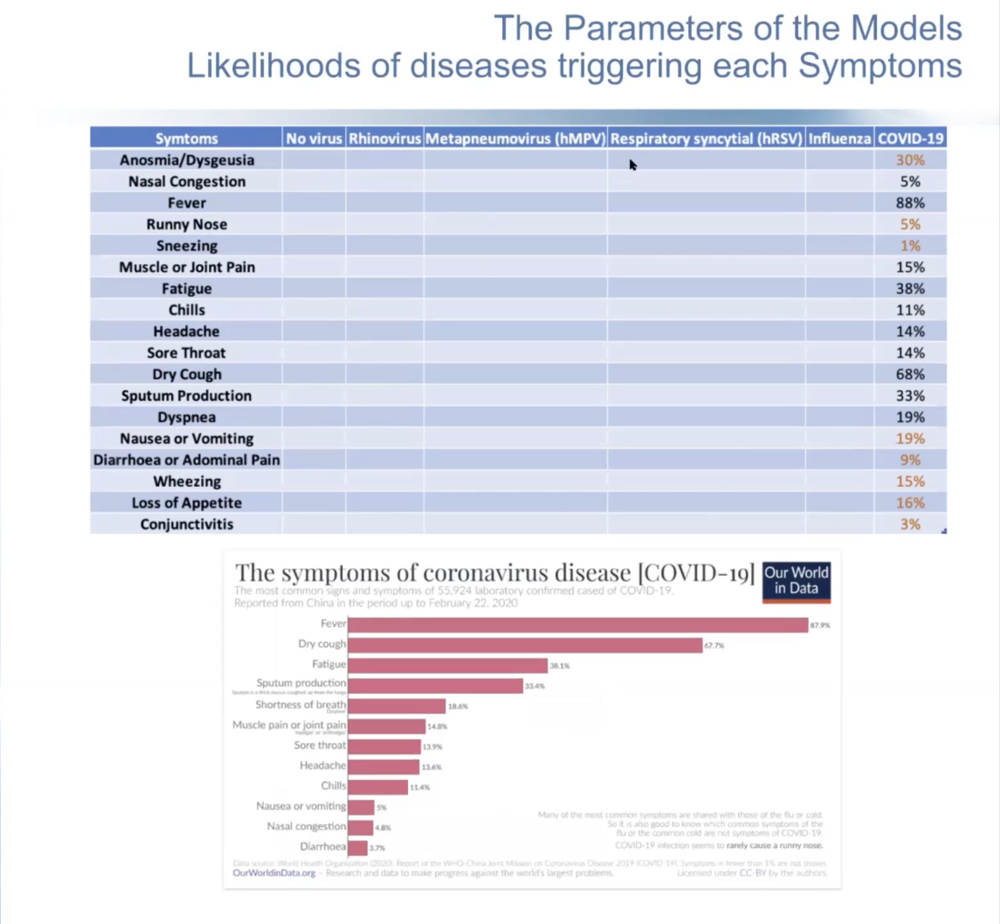 The Parameters of the Models
Likelihoods of diseases triggering each Symptoms
Symtoms No virus Rhinovirus Metapneumovirus (hMPV) Respiratory syncytial (hRSV) Influenza COVID-19
Anosmia/Dysgeusia 30%
Nasal Congestion 5%
Fever 88%
Runny Nose 5%
Sneezing 1%
Muscle or Joint Pain 15%
Fatigue 38%
Chills 11%
Headache 14%
Sore Throat 14%
Dry Cough 68%
Sputum Production 33%
Dyspnea 19%
Nausea or Vomiting 19%
Diarrhoea or Adominal Pain 9%
Wheezing 15%
Loss of Appetite 16%
Conjunctivitis 3%
The symptoms of coronavirus disease [COVID-19]
Our World
in Data
The most common signs and symptoms of 55,924 laboratory confirmed cased of COVID-19.
Reported from China in the period up to February 22, 2020
Fever 87.9%
Dry cough 67.7%
Fatigue 38.1%
Sputum production 33.4%
Sputum is a thick mucus coughed up from the lungs
Shortness of breath 18.6%
Dyspnea
Muscle pain or joint pain 14.8%
Sore throat 13.9%
Headache 13.6%
Chills 11.4%
Nausea or vomiting 5%
Nasal congestion 4.8%
Diarrhoea 3.7%
Many of the most common symptoms are shared with those of the flu or cold.
So it is also good to know which common symptoms of the
flu or the common cold are not symptoms of COVID-19.
COVID-19 infection seems to rarely cause a runny nose.
Data source: World Health Organization (2020). Report of the WHO-China Joint Mission on Coronavirus Disease 2019 (COVID-19). Symptoms in fewer than 1% are not shown.
OurWorldinData.org – Research and data to make progress against the world's largest problems.
Licensed under CC-BY by the authors.